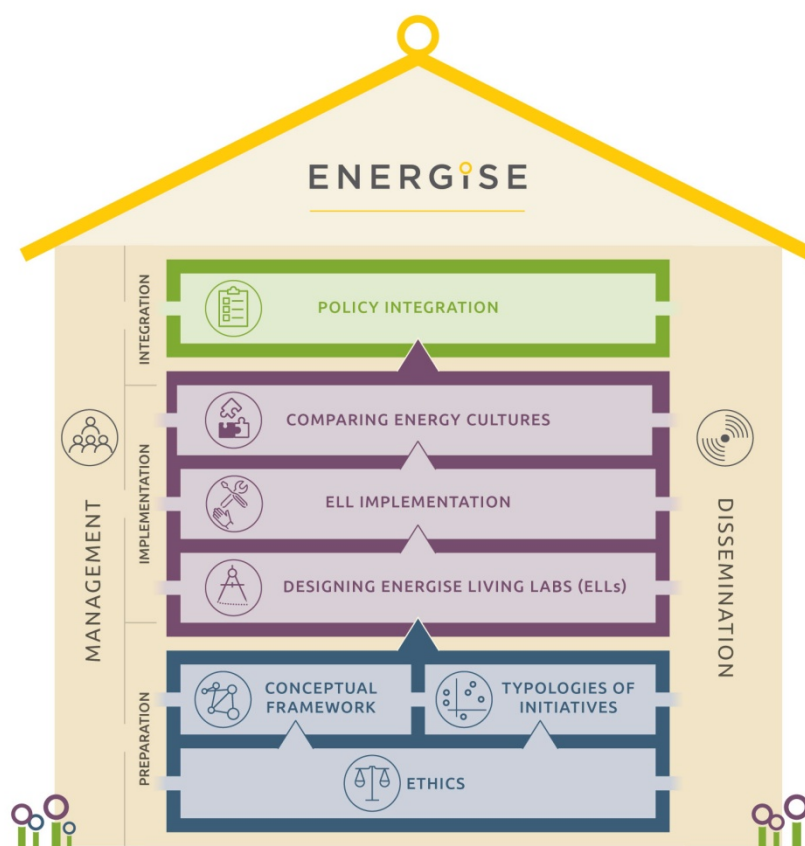 ENERGiSE
INTEGRATION
POLICY INTEGRATION
MANAGEMENT
IMPLEMENTATION
COMPARING ENERGY CULTURES
ELL IMPLEMENTATION
DESIGNING ENERGISE LIVING LABS (ELLs)
DISSEMINATION
PREPARATION
CONCEPTUAL
FRAMEWORK
TYPOLOGIES OF
INITIATIVES
ETHICS